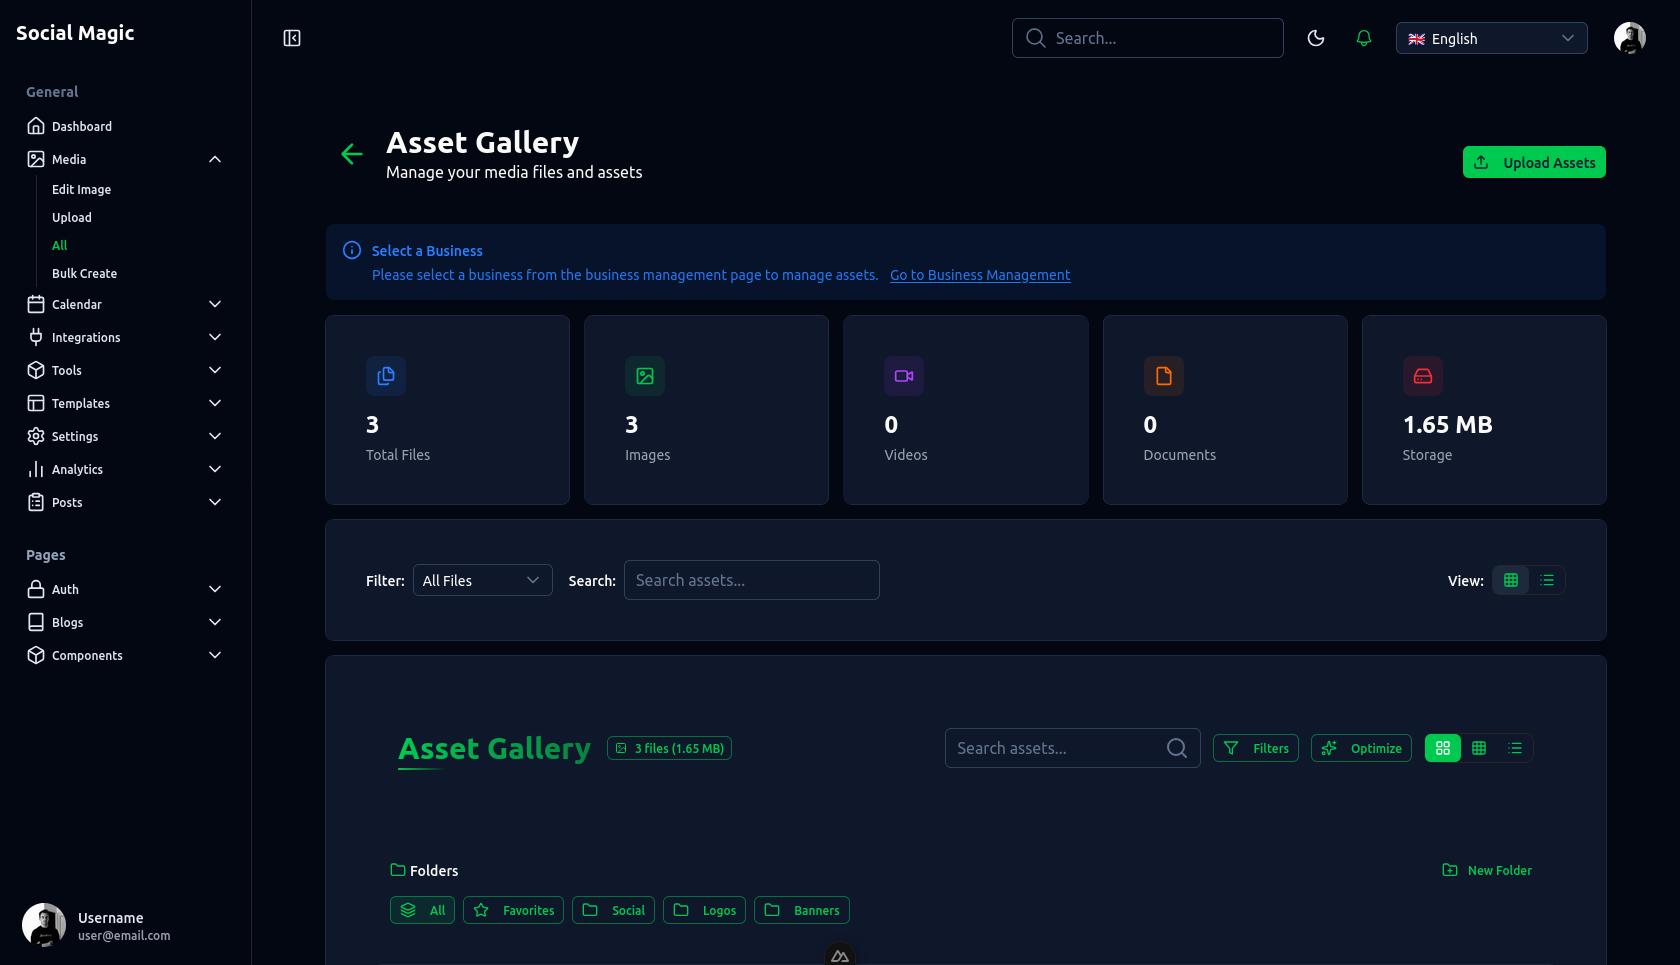 Social Magic
Search...
English
General
Dashboard
Media
Edit Image
Upload
All
Bulk Create
Calendar
Integrations
Tools
Templates
Settings
Analytics
Posts
Pages
Auth
Blogs
Components
Username
user@email.com
Asset Gallery
Manage your media files and assets
Upload Assets
Select a Business
Please select a business from the business management page to manage assets. Go to Business Management
3
Total Files
3
Images
0
Videos
0
Documents
1.65 MB
Storage
Filter: All Files Search: Search assets... View:
Asset Gallery 3 files (1.65 MB) Search assets... Filters Optimize
Folders New Folder
All Favorites Social Logos Banners